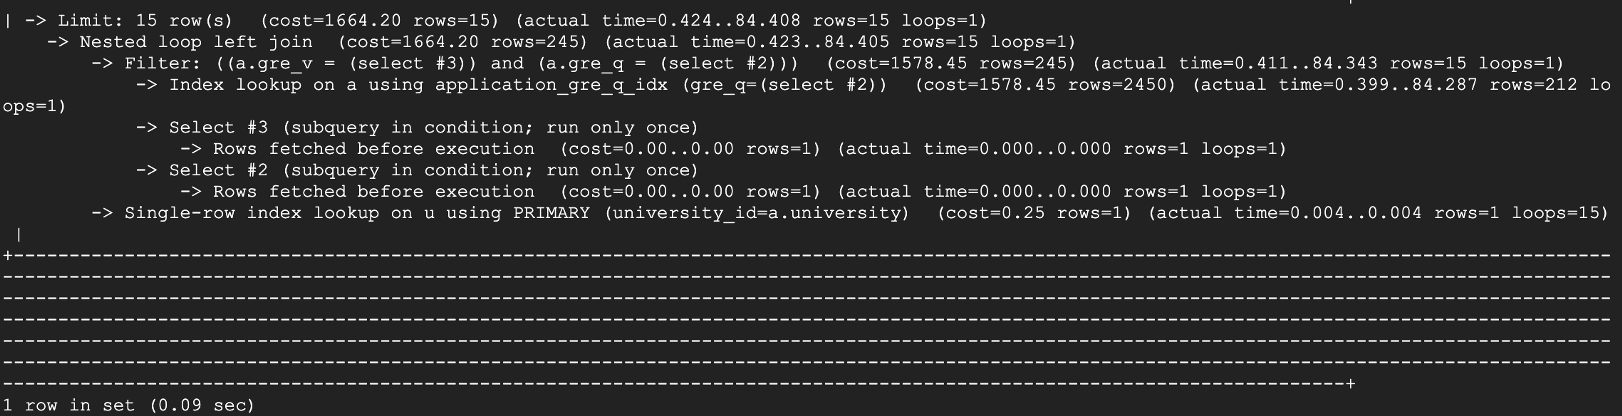 | -> Limit: 15 row(s)  (cost=1664.20 rows=15) (actual time=0.424..84.408 rows=15 loops=1)
    -> Nested loop left join  (cost=1664.20 rows=245) (actual time=0.423..84.405 rows=15 loops=1)
        -> Filter: ((a.gre_v = (select #3)) and (a.gre_q = (select #2)))  (cost=1578.45 rows=245) (actual time=0.411..84.343 rows=15 loops=1)
            -> Index lookup on a using application_gre_q_idx (gre_q=(select #2))  (cost=1578.45 rows=2450) (actual time=0.399..84.287 rows=212 lo
ops=1)
            -> Select #3 (subquery in condition; run only once)
                -> Rows fetched before execution  (cost=0.00..0.00 rows=1) (actual time=0.000..0.000 rows=1 loops=1)
            -> Select #2 (subquery in condition; run only once)
                -> Rows fetched before execution  (cost=0.00..0.00 rows=1) (actual time=0.000..0.000 rows=1 loops=1)
        -> Single-row index lookup on u using PRIMARY (university_id=a.university)  (cost=0.25 rows=1) (actual time=0.004..0.004 rows=1 loops=15)
 |
1 row in set (0.09 sec)